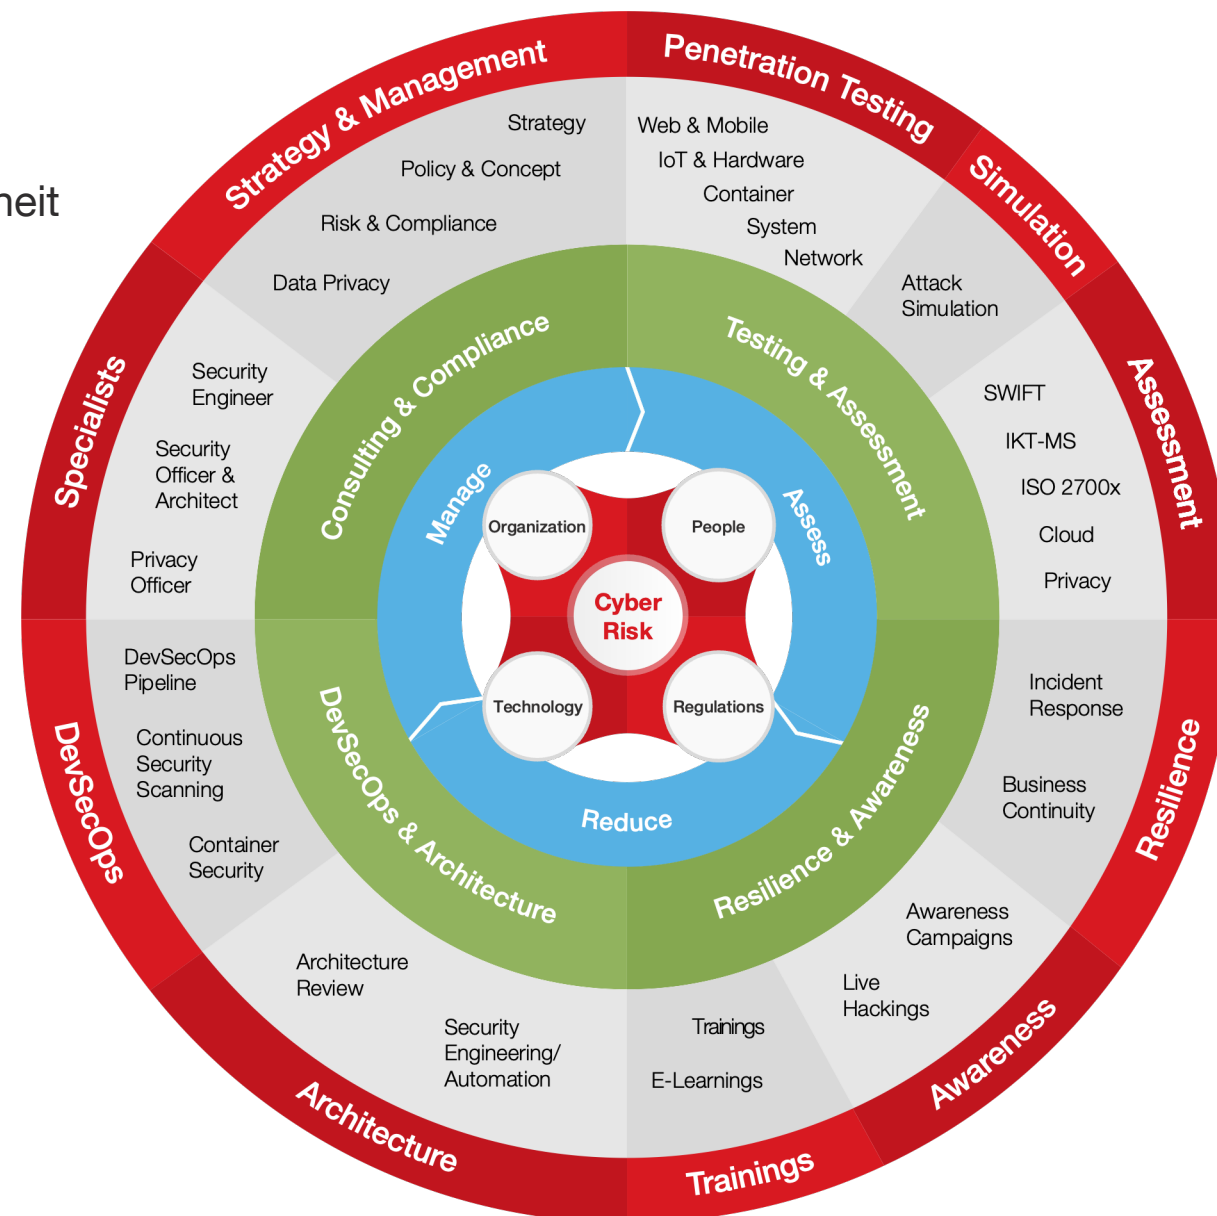 heit
Strategy & Management
Strategy
Policy & Concept
Risk & Compliance
Data Privacy
Penetration Testing
Web & Mobile
IoT & Hardware
Container
System
Network
Simulation
Attack
Simulation
Assessment
SWIFT
IKT-MS
ISO 2700x
Cloud
Privacy
Resilience
Incident
Response
Business
Continuity
Awareness
Awareness
Campaigns
Live
Hackings
Trainings
Trainings
E-Learnings
Architecture
Architecture
Review
Security
Engineering/
Automation
DevSecOps
DevSecOps
Pipeline
Continuous
Security
Scanning
Container
Security
Specialists
Security
Engineer
Security
Officer &
Architect
Privacy
Officer
Consulting & Compliance
Testing & Assessment
Resilience & Awareness
DevSecOps & Architecture
Manage
Assess
Reduce
Organization
People
Technology
Regulations
Cyber
Risk